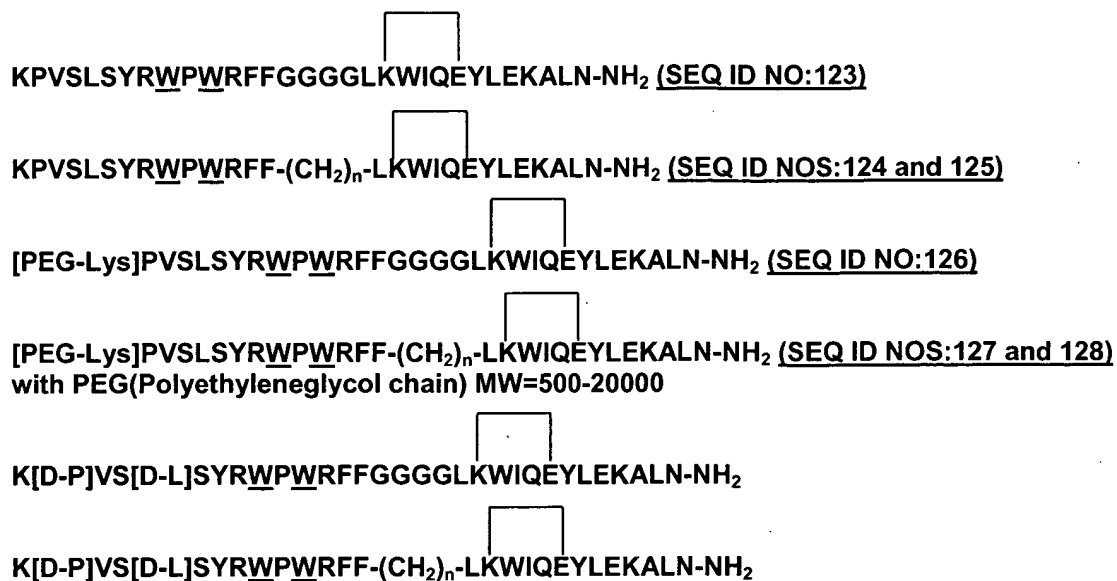 KPVSLSYRWPWRFFGGGGLKWIQEYLEKALN-NH₂ (SEQ ID NO:123)
KPVSLSYRWPWRFF-(CH₂)ₙ-LKWIQEYLEKALN-NH₂ (SEQ ID NOS:124 and 125)
[PEG-Lys]PVSLSYRWPWRFFGGGGLKWIQEYLEKALN-NH₂ (SEQ ID NO:126)
[PEG-Lys]PVSLSYRWPWRFF-(CH₂)ₙ-LKWIQEYLEKALN-NH₂ (SEQ ID NOS:127 and 128)
with PEG(Polyethyleneglycol chain) MW=500-20000
K[D-P]VS[D-L]SYRWPWRFFGGGGLKWIQEYLEKALN-NH₂
K[D-P]VS[D-L]SYRWPWRFF-(CH₂)ₙ-LKWIQEYLEKALN-NH₂